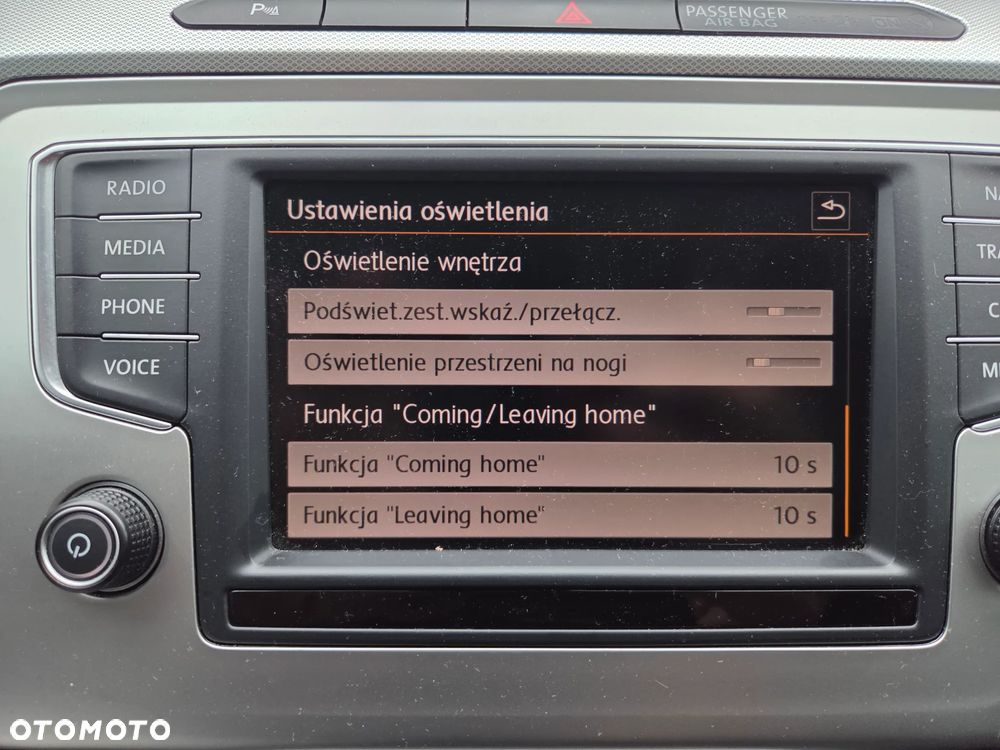 P
PASSENGER
AIR BAG
RADIO
MEDIA
PHONE
VOICE
Ustawienia oświetlenia
Oświetlenie wnętrza
Podświet.zest.wskaź./przełącz.
Oświetlenie przestrzeni na nogi
Funkcja "Coming/Leaving home"
Funkcja "Coming home" 10 s
Funkcja "Leaving home" 10 s
OTOMOTO